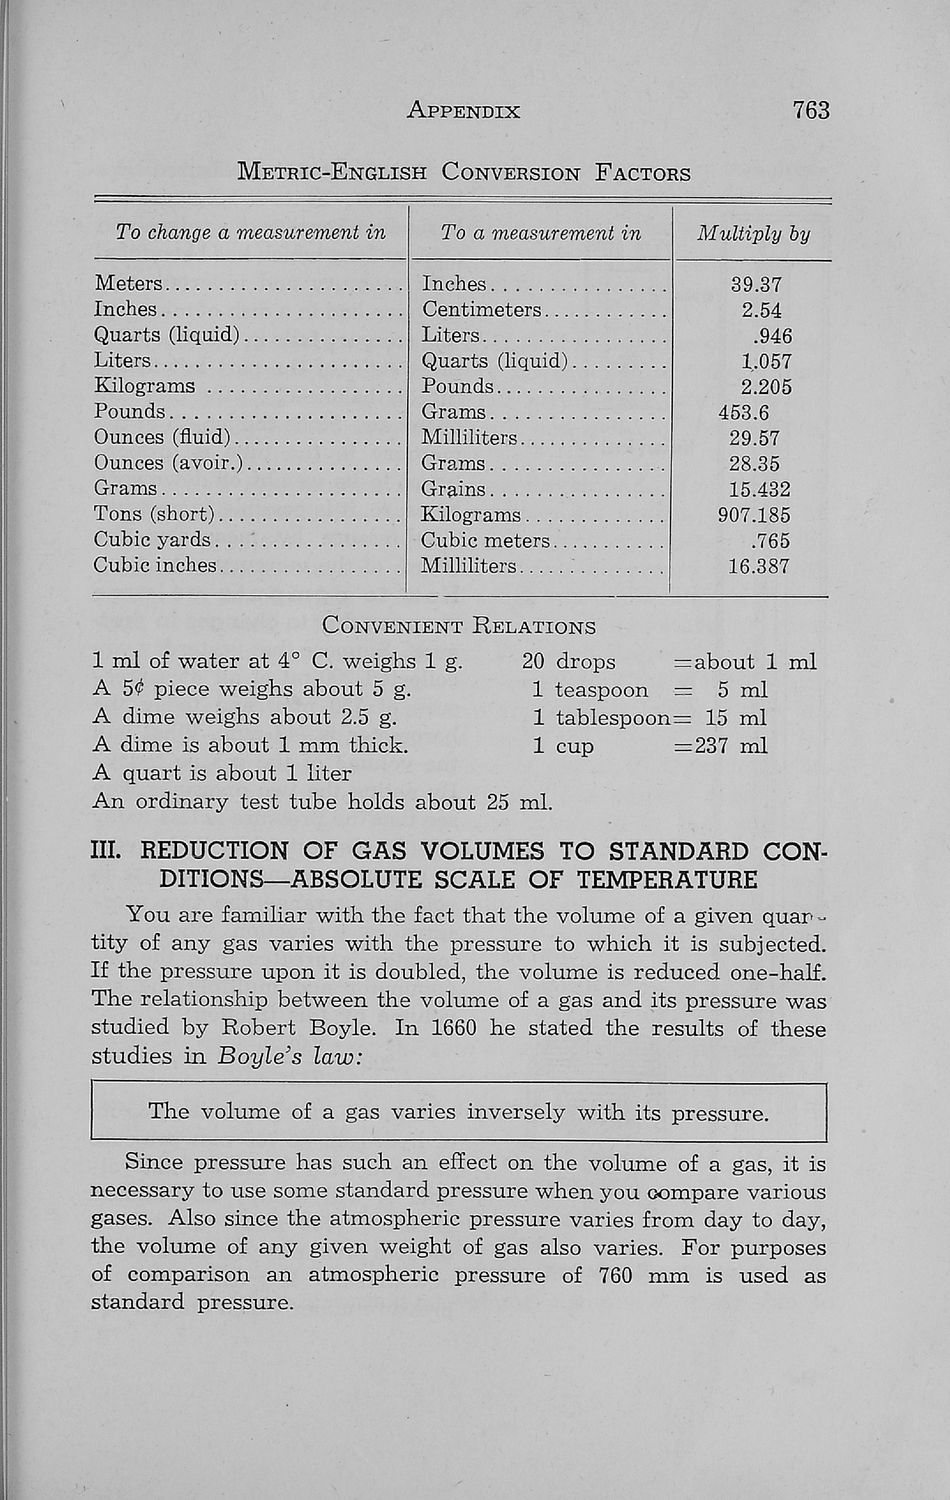 APPENDIX 763
METRIC-ENGLISH CONVERSION FACTORS
To change a measurement in To a measurement in Multiply by
Meters...................... Inches................ 39.37
Inches...................... Centimeters............ 2.54
Quarts (liquid)............... Liters................. .946
Liters........................ Quarts (liquid)......... 1.057
Kilograms ................... Pounds................ 2.205
Pounds...................... Grams................ 453.6
Ounces (fluid)................ Milliliters.............. 29.57
Ounces (avoir.)............... Grams................ 28.35
Grams....................... Grains................ 15.432
Tons (short).................. Kilograms............. 907.185
Cubic yards.................. Cubic meters........... .765
Cubic inches.................. Milliliters.............. 16.387
CONVENIENT RELATIONS
1 ml of water at 4° C. weighs 1 g. 20 drops =about 1 ml
A 5¢ piece weighs about 5 g. 1 teaspoon = 5 ml
A dime weighs about 2.5 g. 1 tablespoon= 15 ml
A dime is about 1 mm thick. 1 cup =237 ml
A quart is about 1 liter
An ordinary test tube holds about 25 ml.
III. REDUCTION OF GAS VOLUMES TO STANDARD CON-
DITIONS—ABSOLUTE SCALE OF TEMPERATURE
You are familiar with the fact that the volume of a given quan-
tity of any gas varies with the pressure to which it is subjected.
If the pressure upon it is doubled, the volume is reduced one-half.
The relationship between the volume of a gas and its pressure was
studied by Robert Boyle. In 1660 he stated the results of these
studies in Boyle's law:
The volume of a gas varies inversely with its pressure.
Since pressure has such an effect on the volume of a gas, it is
necessary to use some standard pressure when you compare various
gases. Also since the atmospheric pressure varies from day to day,
the volume of any given weight of gas also varies. For purposes
of comparison an atmospheric pressure of 760 mm is used as
standard pressure.